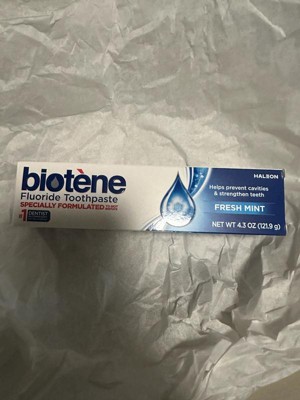 HALEON
biotène
Fluoride Toothpaste
SPECIALLY FORMULATED
#1 DENTIST
Helps prevent cavities
& strengthen teeth
FRESH MINT
NET WT 4.3 OZ (121.9 g)